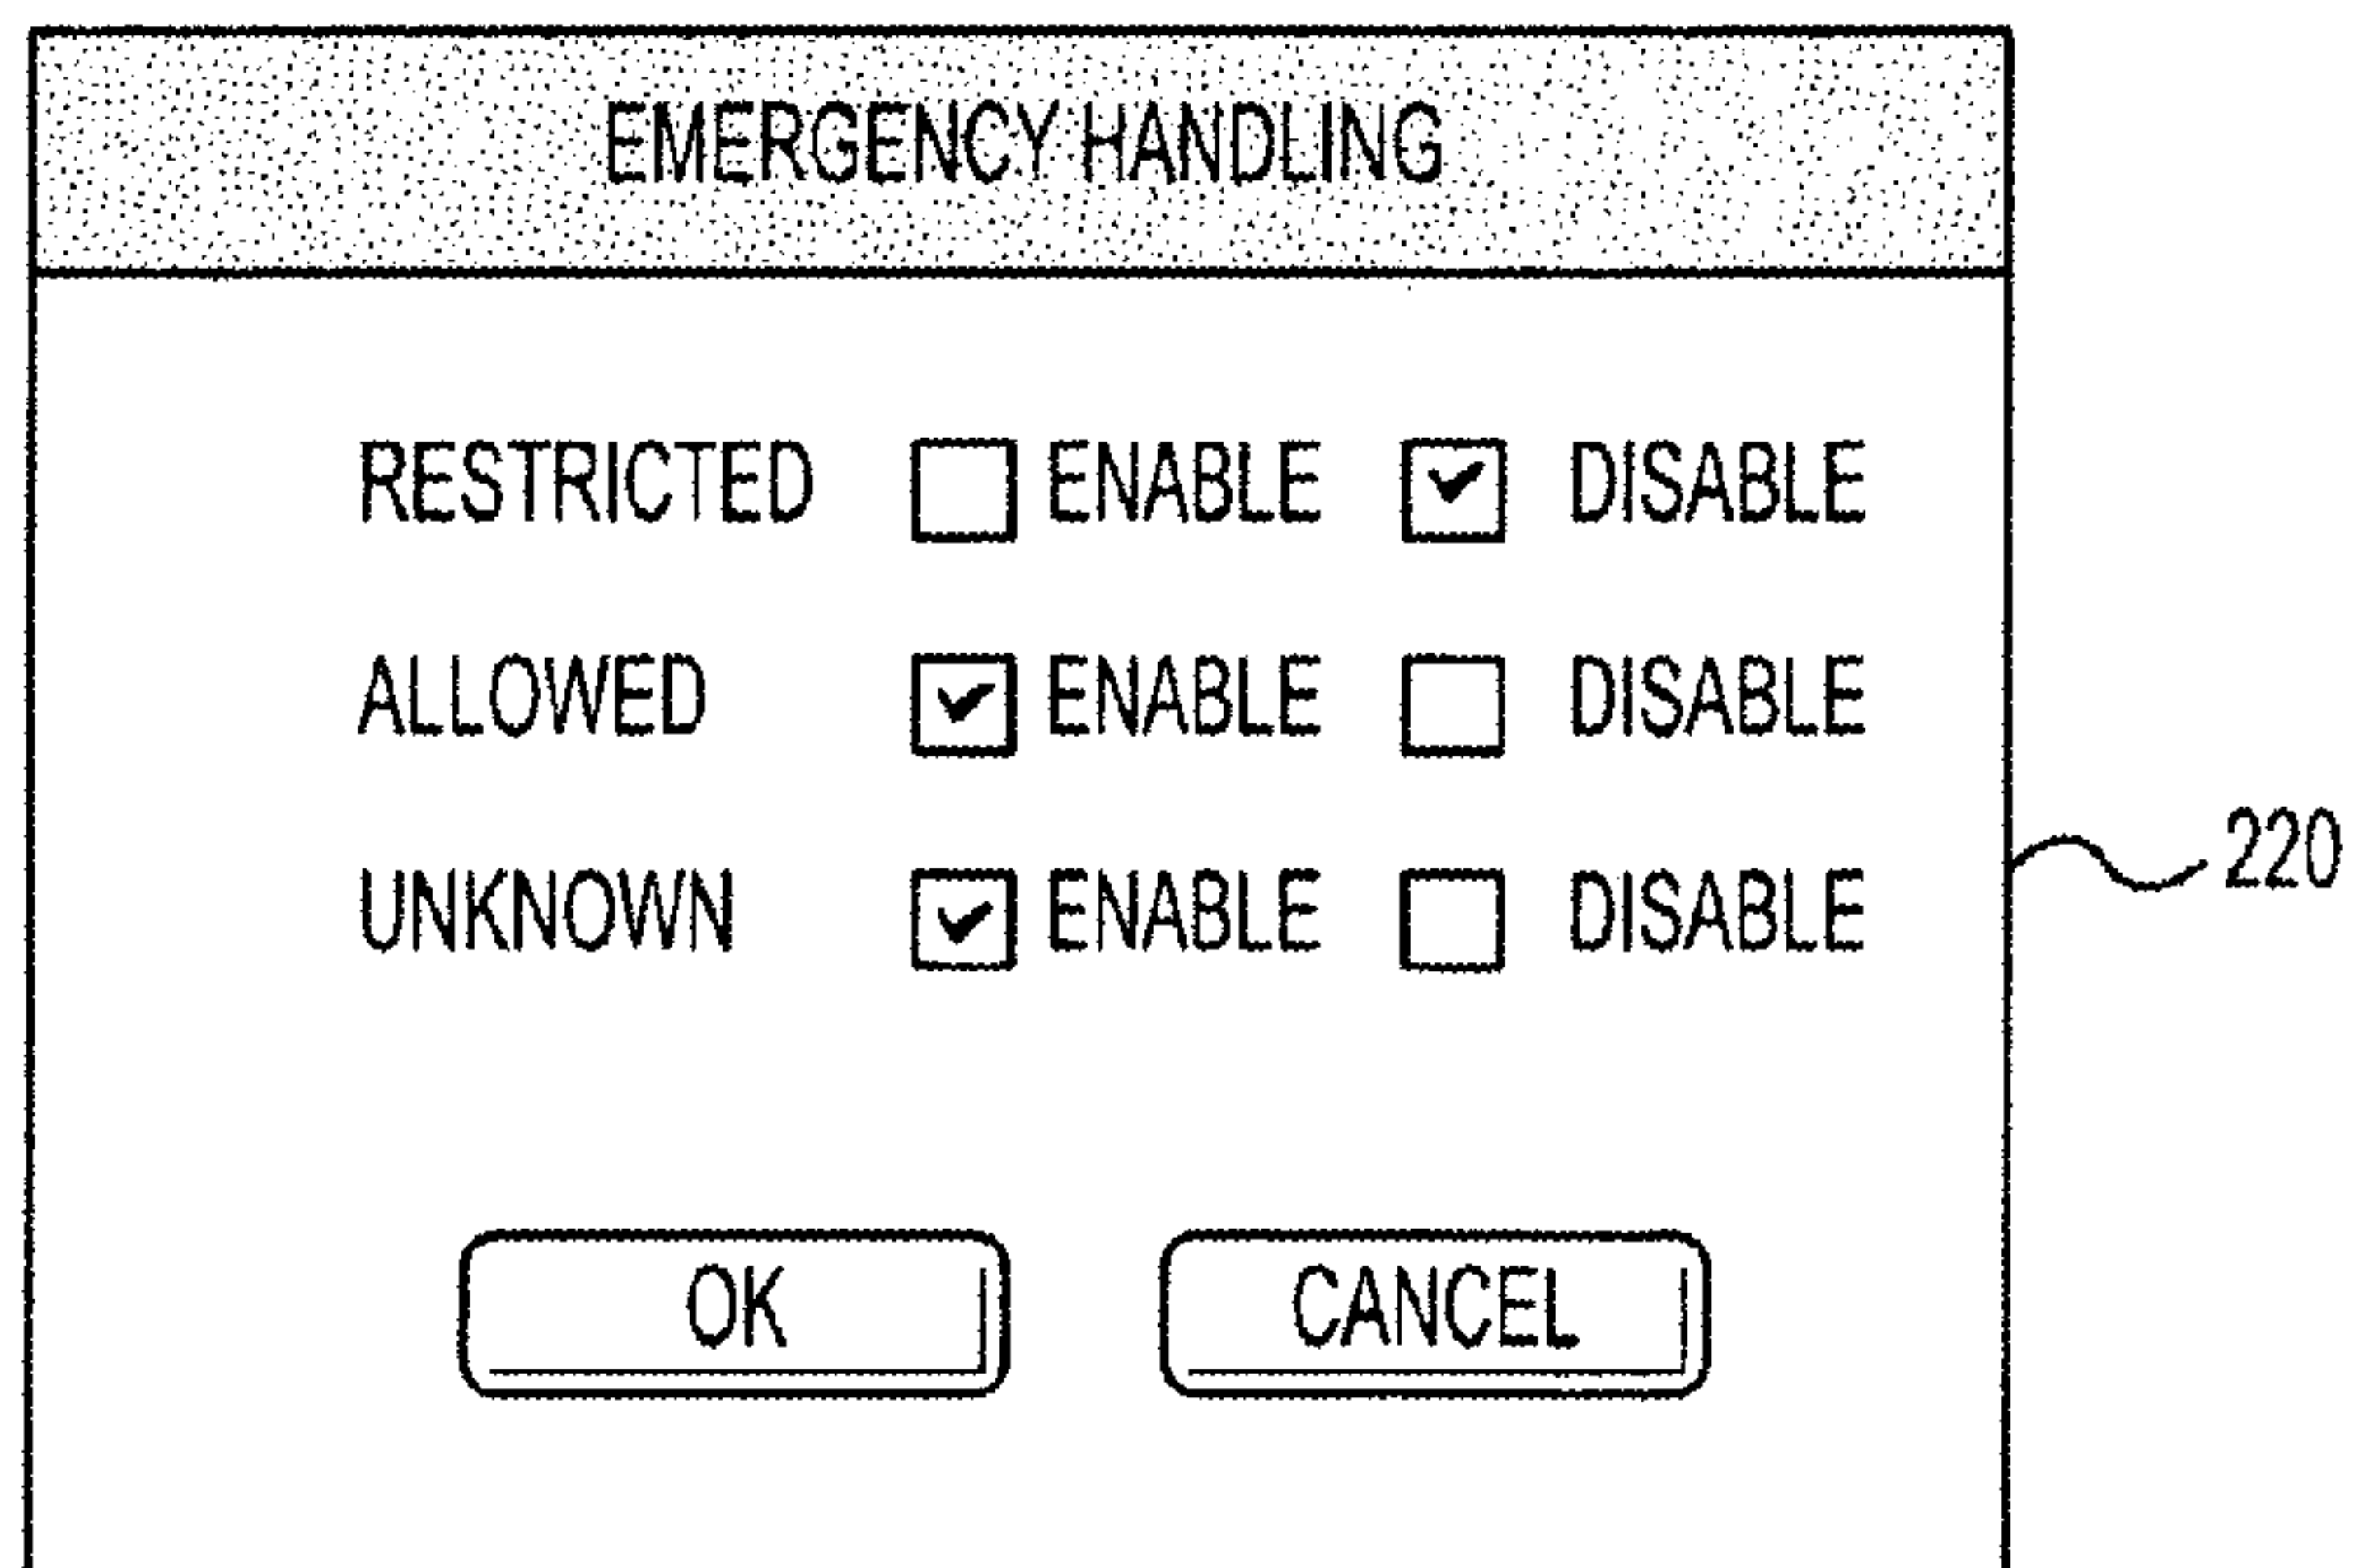 EMERGENCY HANDLING
RESTRICTED ENABLE DISABLE
ALLOWED ENABLE DISABLE
UNKNOWN ENABLE DISABLE
220
OK CANCEL